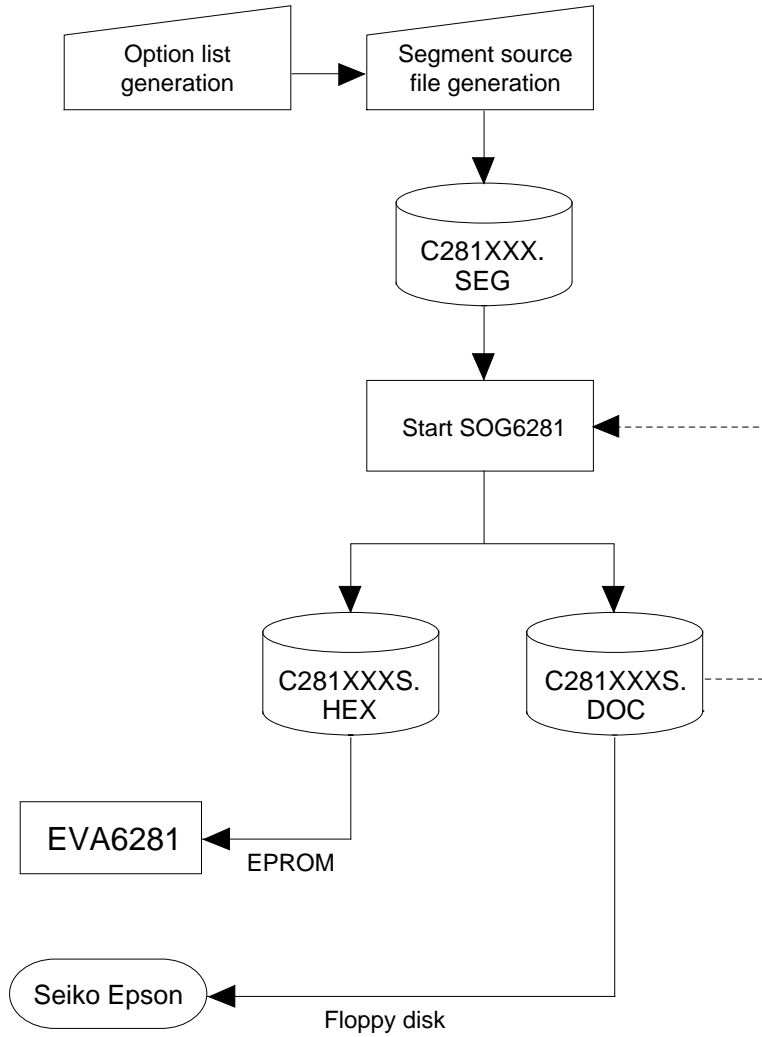 Option list
generation
Segment source
file generation
C281XXX.
SEG
Start SOG6281
C281XXXS.
HEX
C281XXXS.
DOC
EVA6281
EPROM
Seiko Epson
Floppy disk